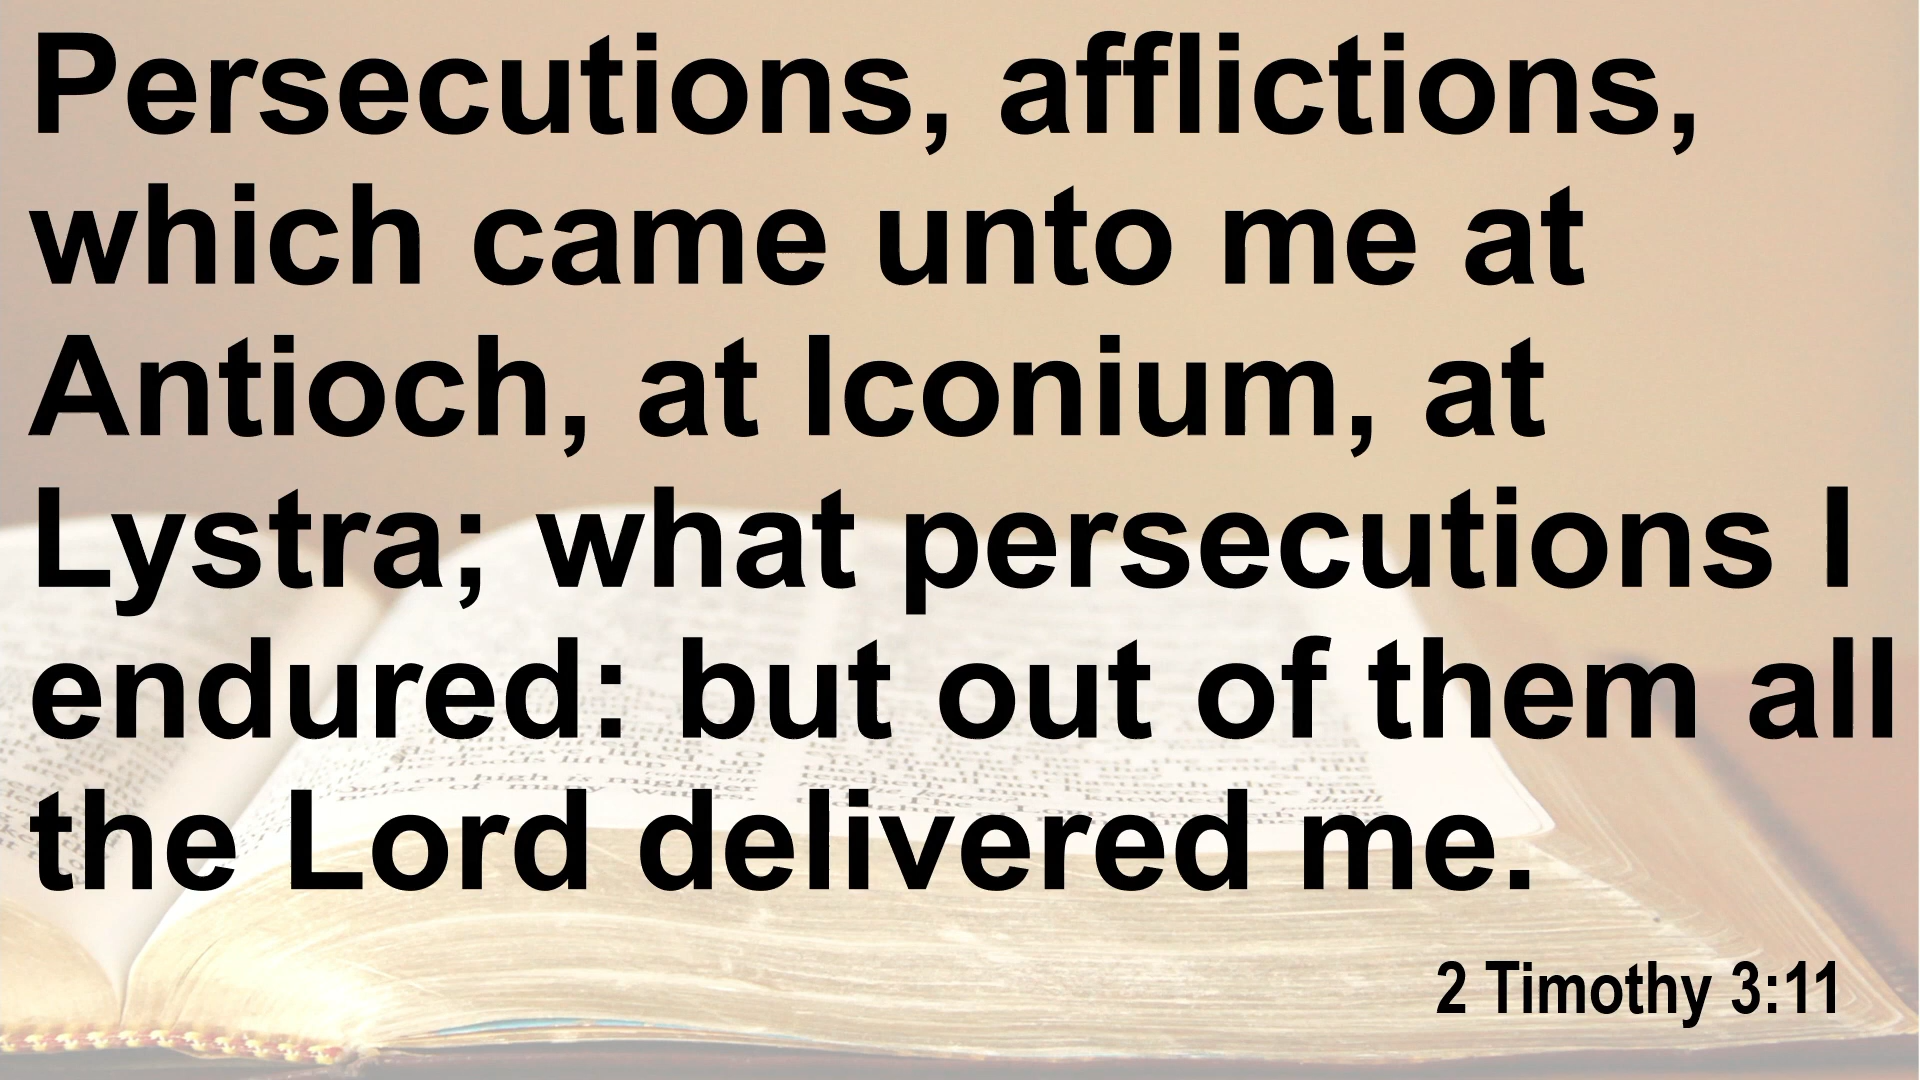 Persecutions, afflictions,
which came unto me at
Antioch, at Iconium, at
Lystra; what persecutions I
endured: but out of them all
the Lord delivered me.
2 Timothy 3:11